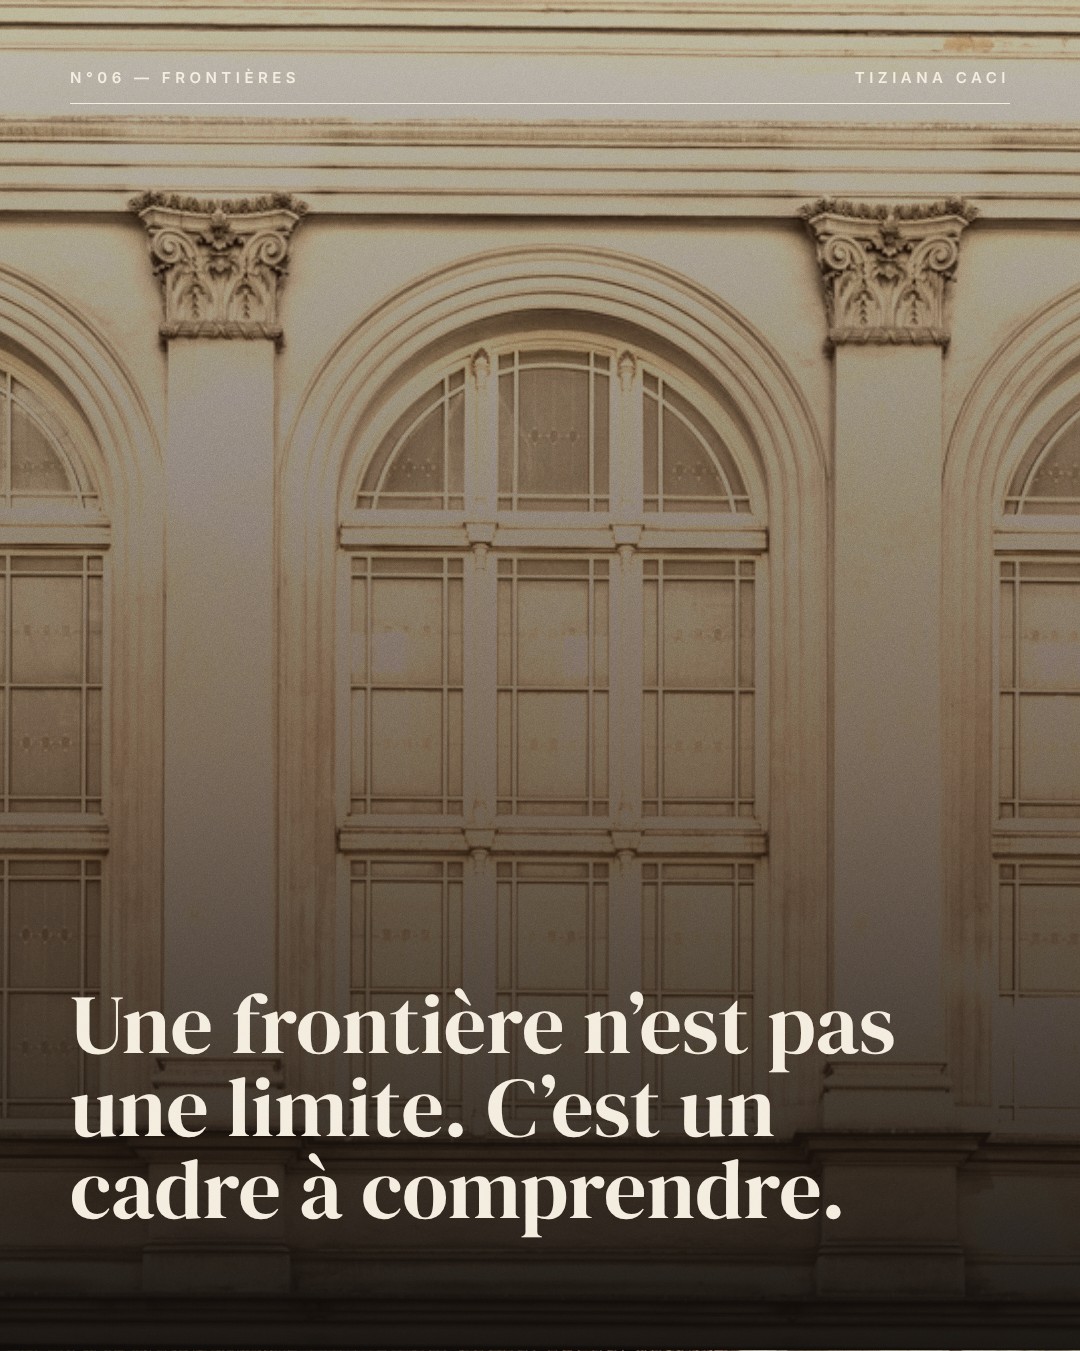 N°06 — FRONTIÈRES
TIZIANA CACI
Une frontière n’est pas
une limite. C’est un
cadre à comprendre.